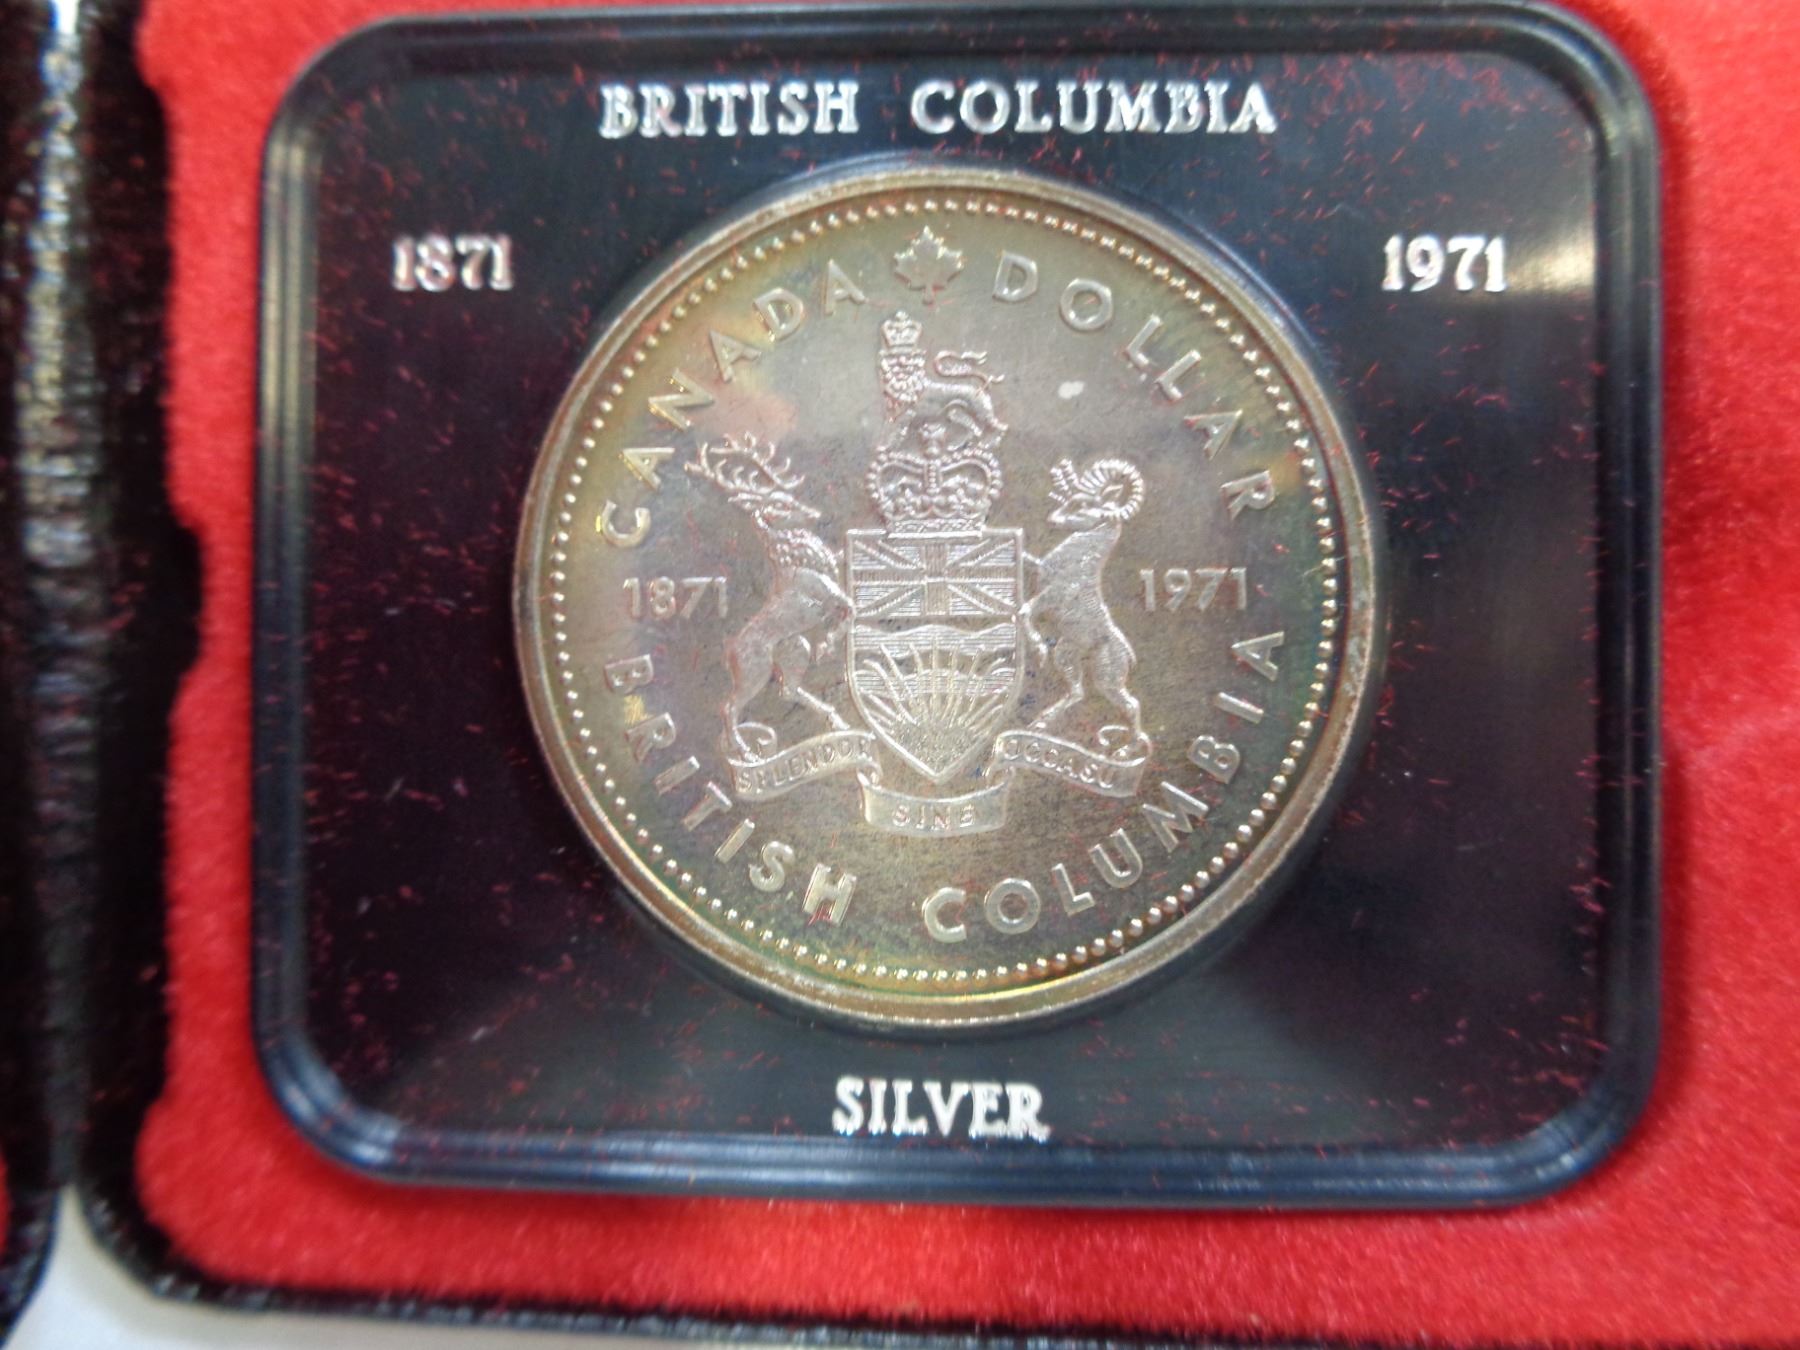 BRITISH COLUMBIA
1871 1971
CANADA DOLLAR
1871 1971
SPLENDOR SINE OCCASU
BRITISH COLUMBIA
SILVER